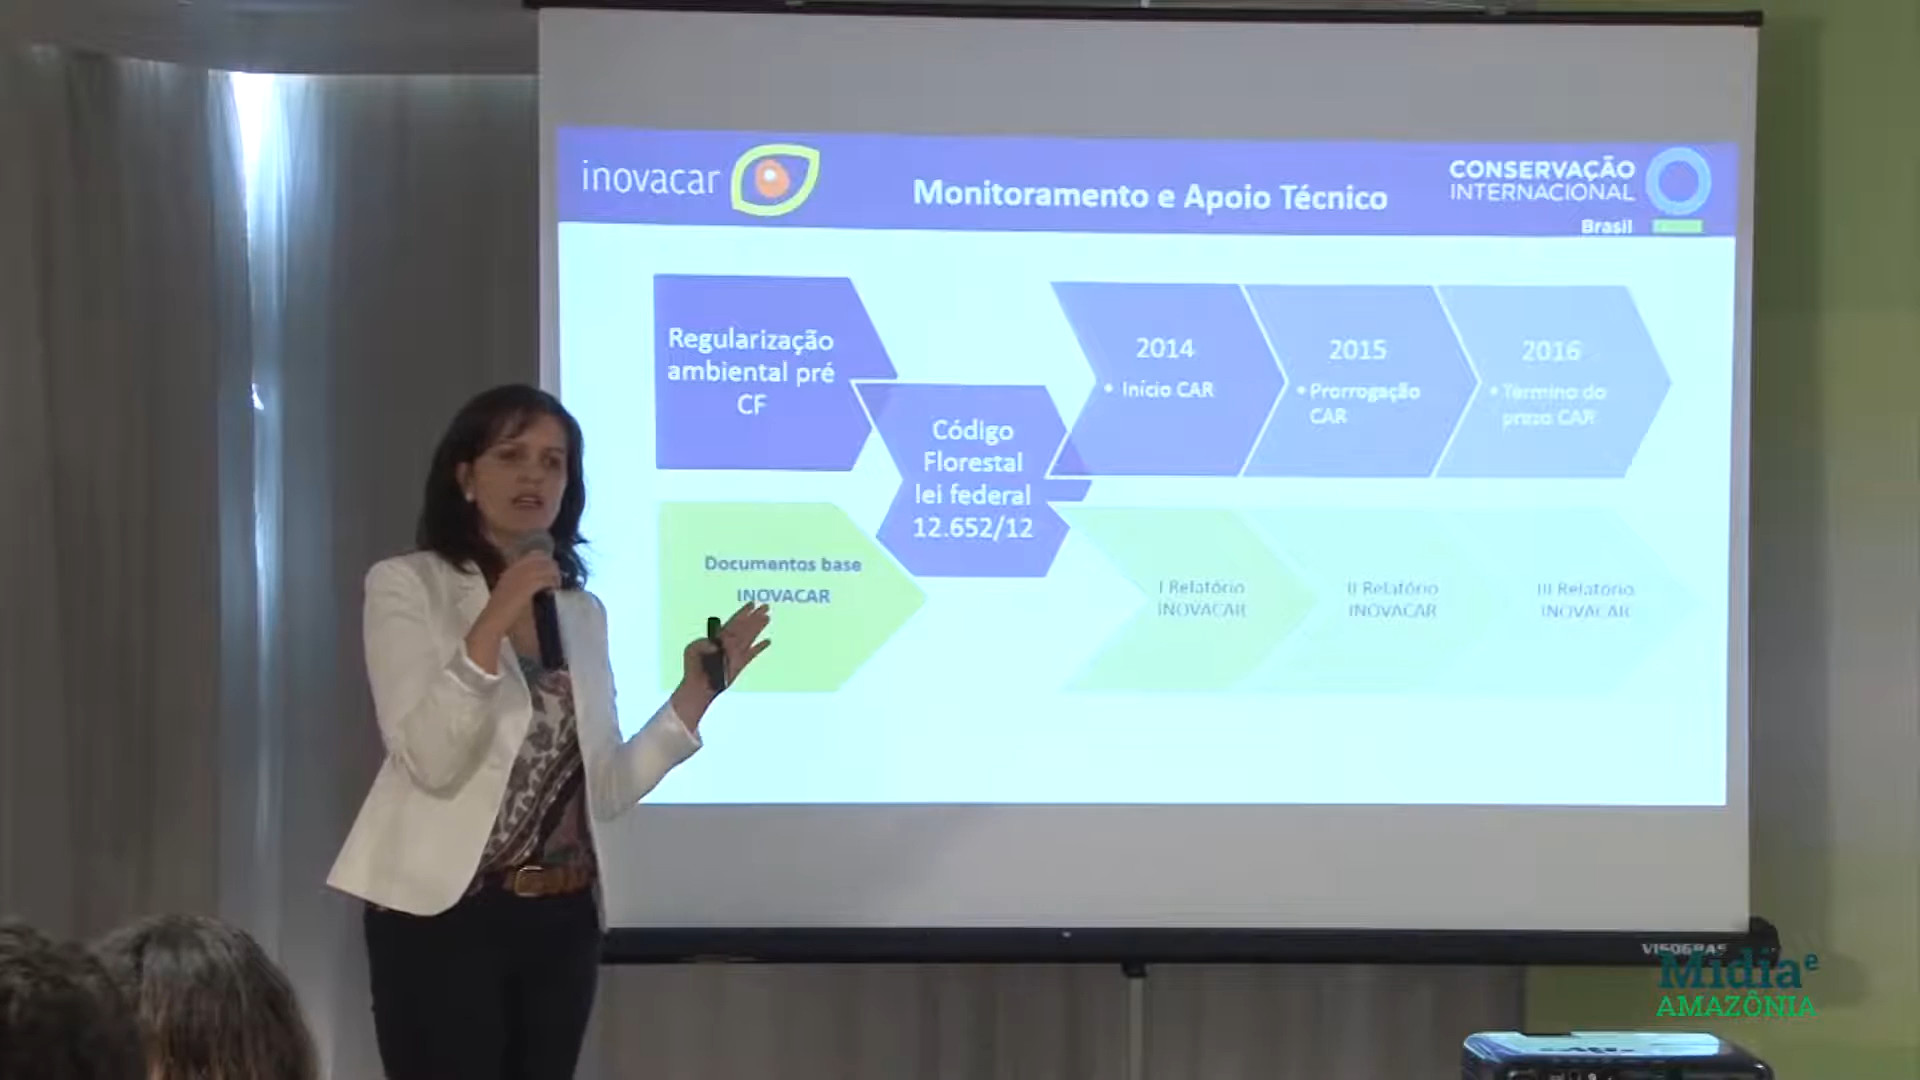 inovacar
Monitoramento e Apoio Técnico
CONSERVAÇÃO
INTERNACIONAL
Brasil
Regularização
ambiental pré
CF
Código
Florestal
lei federal
12.652/12
2014
• Início CAR
2015
• Prorrogação
CAR
2016
• Término do
prazo CAR
Documentos base
INOVACAR
I Relatório
INOVACAR
II Relatório
INOVACAR
III Relatório
INOVACAR
Mídia e
AMAZÔNIA